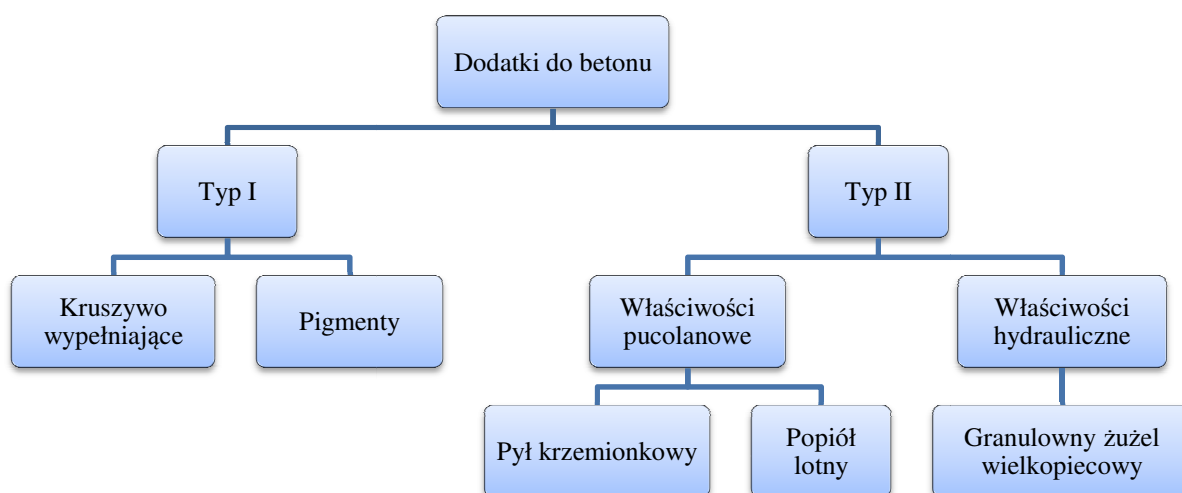 Dodatki do betonu
Typ I
Typ II
Kruszywo
wypełniające
Pigmenty
Właściwości
pucolanowe
Właściwości
hydrauliczne
Pył krzemionkowy
Popiół
lotny
Granulowny żużel
wielkopiecowy